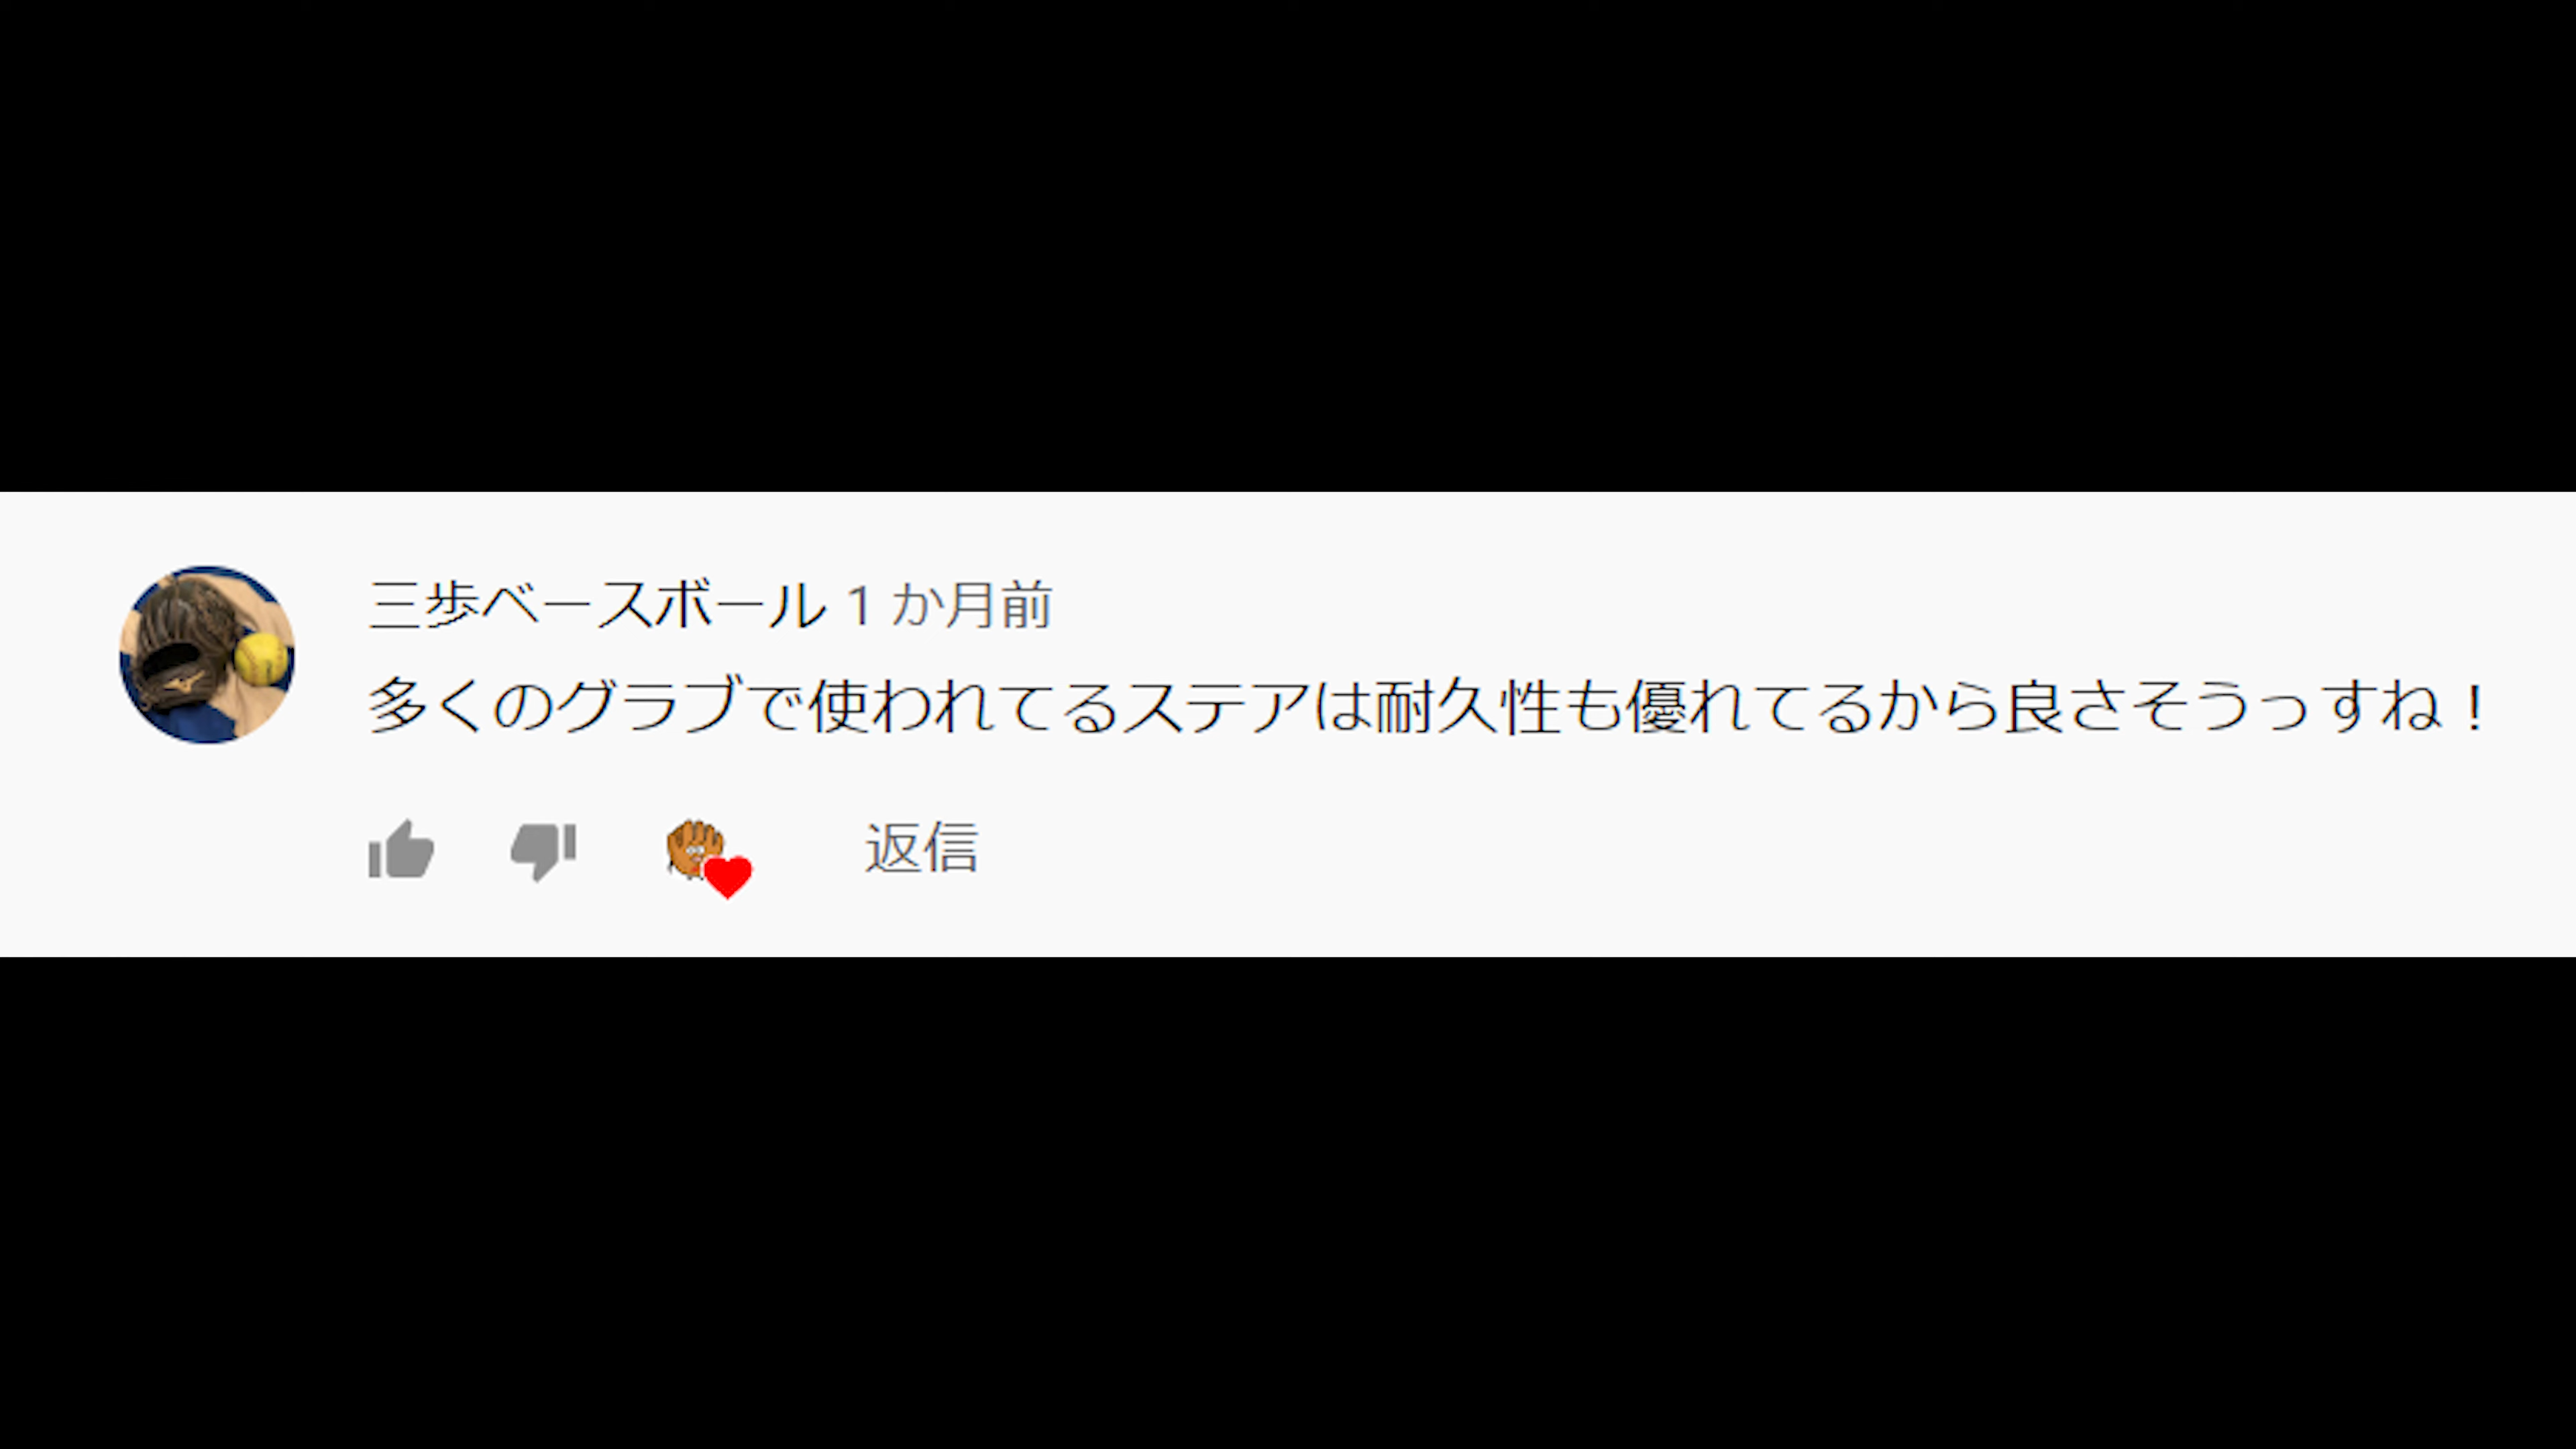 三歩ベースボール 1 か月前
多くのグラブで使われてるステアは耐久性も優れてるから良さそうっすね！
返信